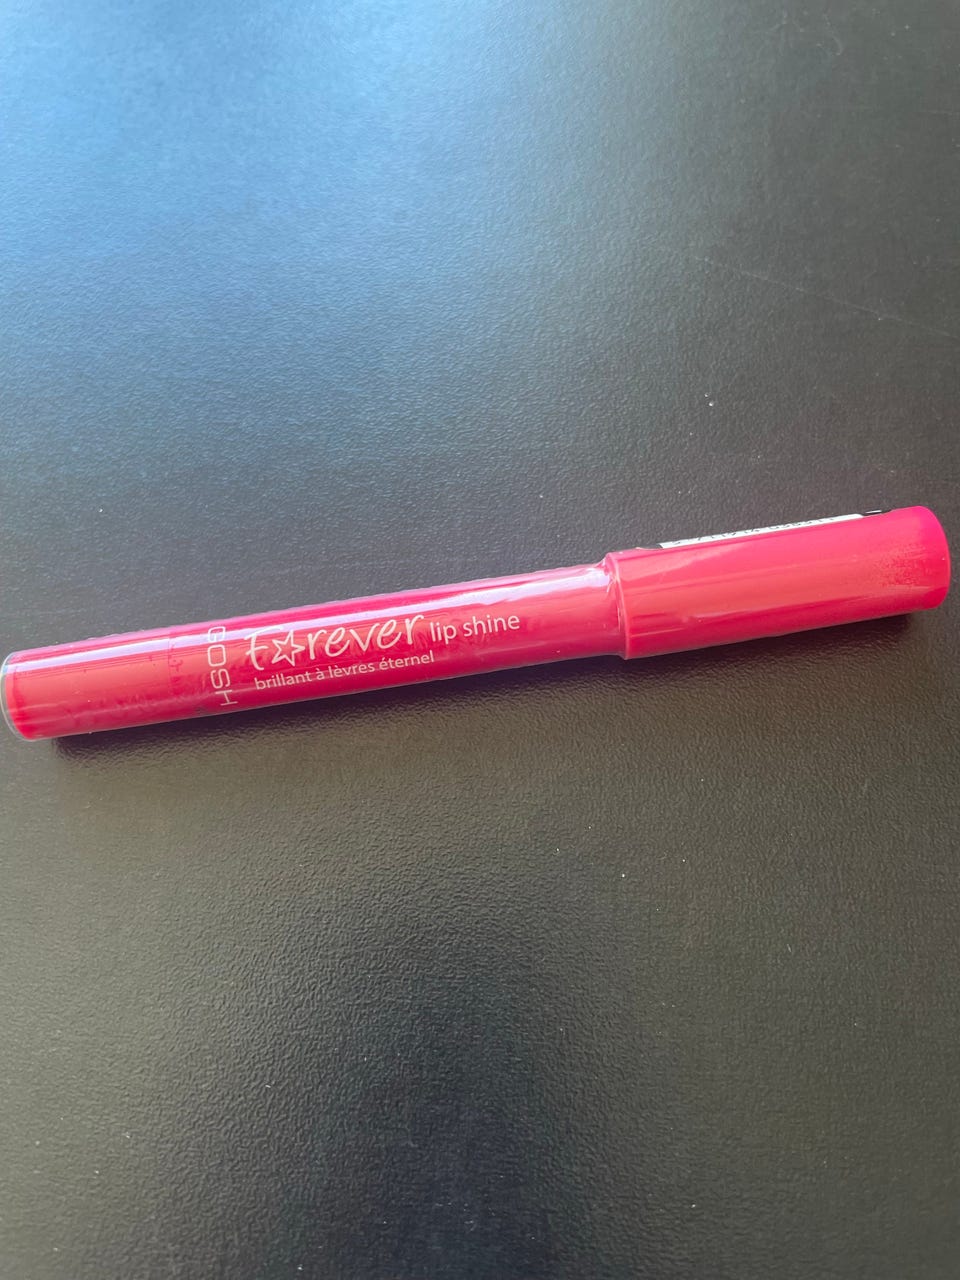 GOSH
F☆rever lip shine
brillant à lèvres éternel